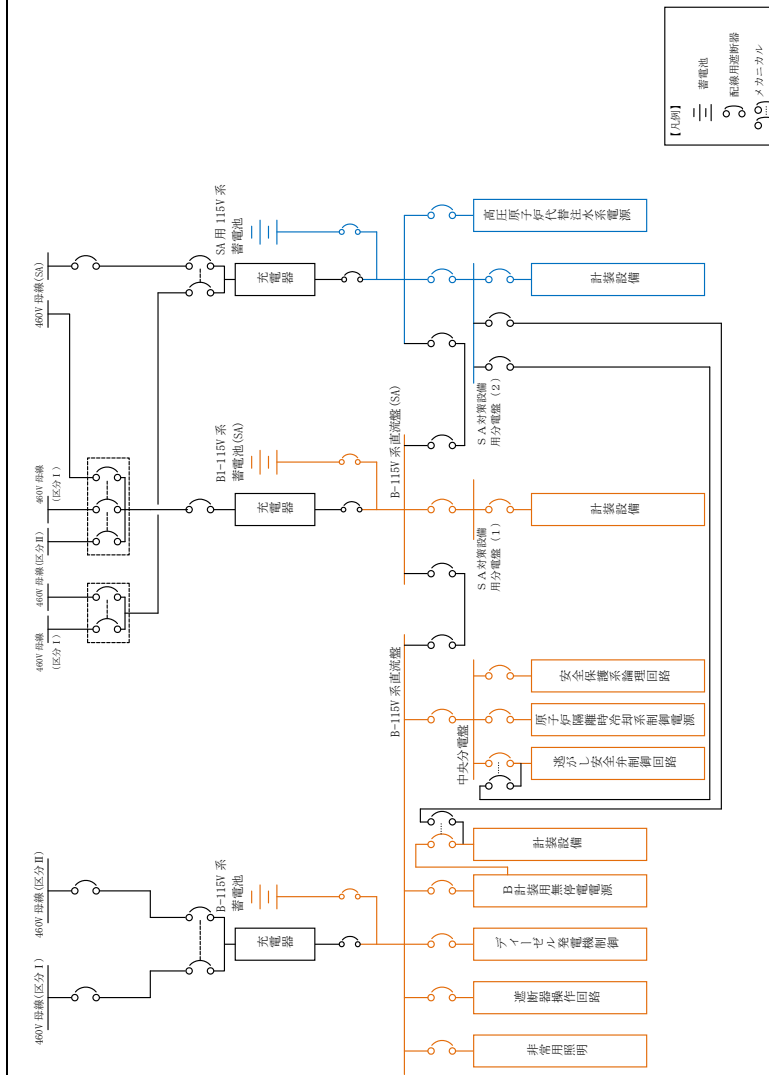 【凡例】
蓄電池
配線用遮断器
メカニカル
460V 母線(区分Ⅰ)
460V 母線(区分Ⅱ)
460V 母線
(区分Ⅰ)
460V 母線(区分Ⅱ)
460V 母線
(区分Ⅰ)
460V 母線(SA)
B-115V 系
蓄電池
B1-115V 系
蓄電池(SA)
SA 用 115V 系
蓄電池
充電器
充電器
充電器
B-115V 系直流盤
B-115V 系直流盤(SA)
中央分電盤
SA対策設備
用分電盤(1)
SA対策設備
用分電盤(2)
非常用照明
遮断器操作回路
ディーゼル発電機制御
B計装用無停電電源
計装設備
逃がし安全弁制御回路
原子炉隔離時冷却系制御電源
安全保護系論理回路
計装設備
計装設備
高圧原子炉代替注水系電源